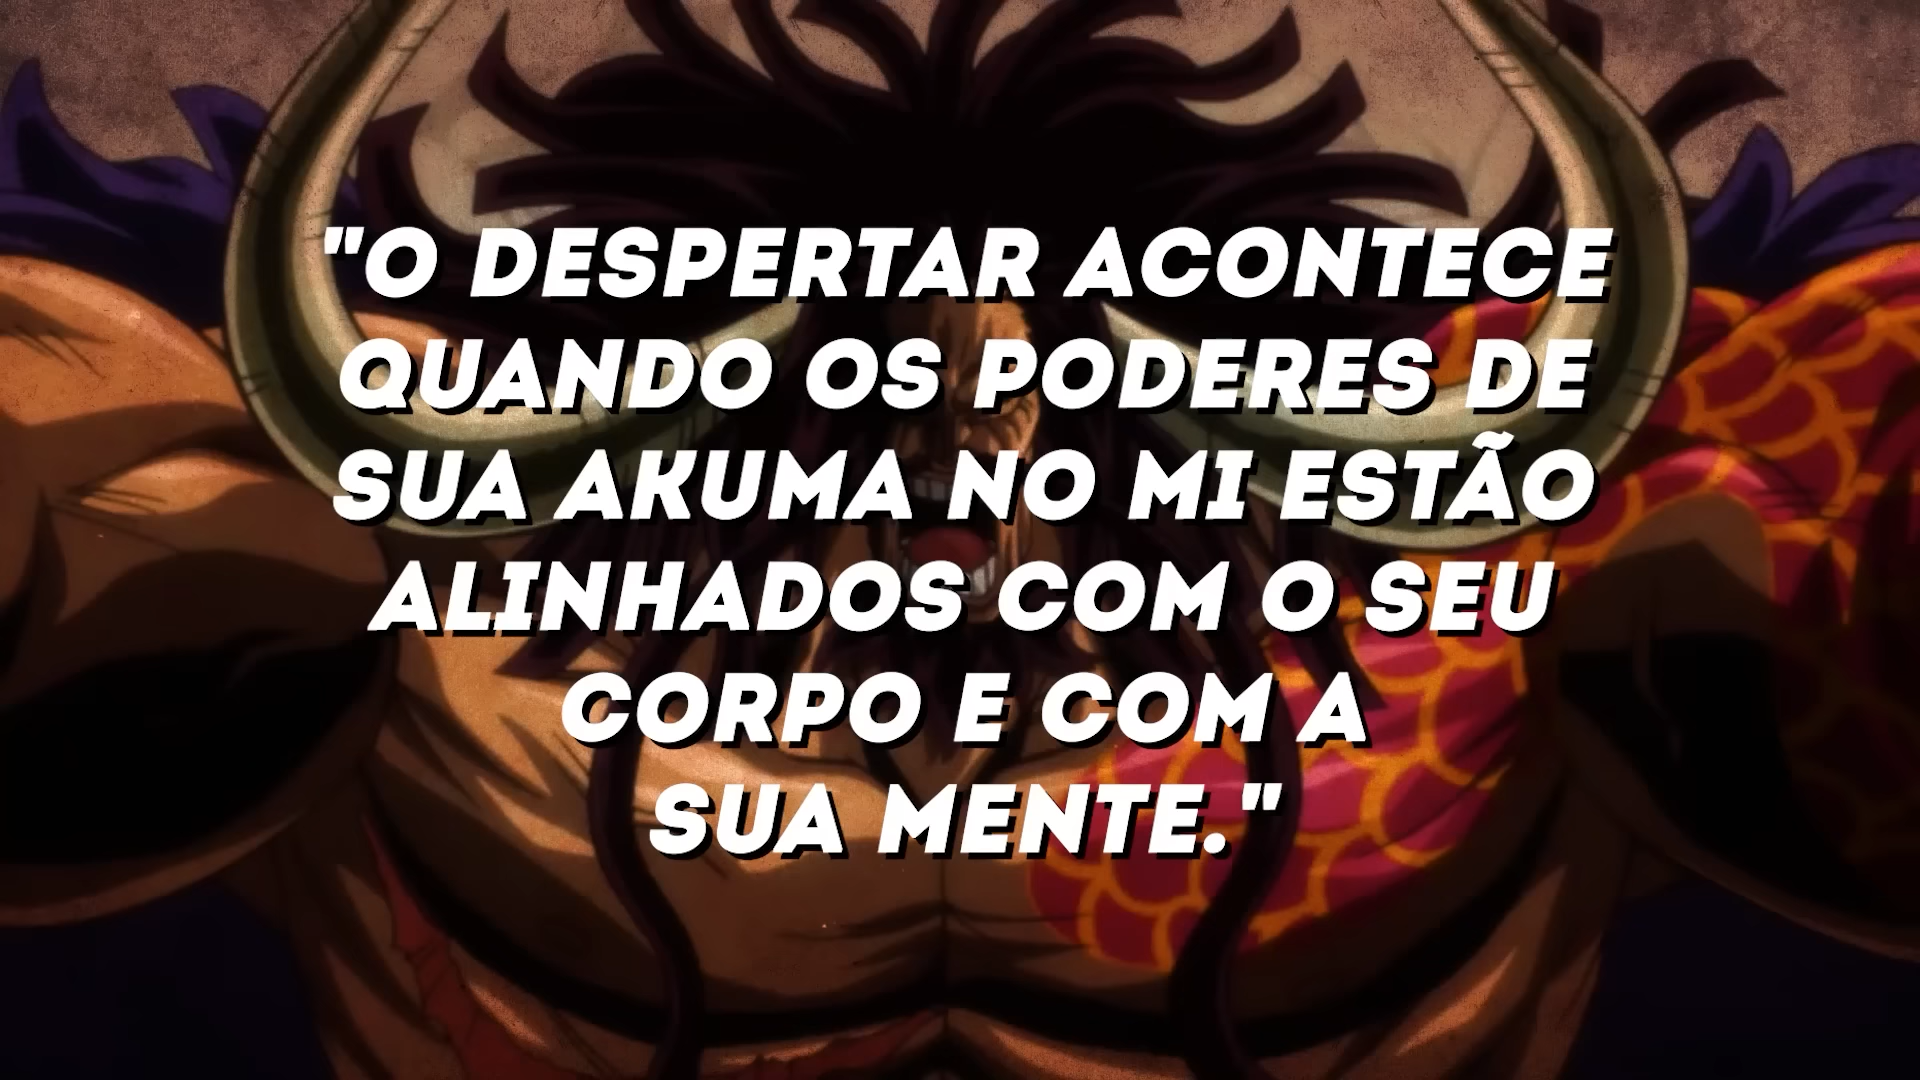 "O DESPERTAR ACONTECE
QUANDO OS PODERES DE
SUA AKUMA NO MI ESTÃO
ALINHADOS COM O SEU
CORPO E COM A
SUA MENTE."